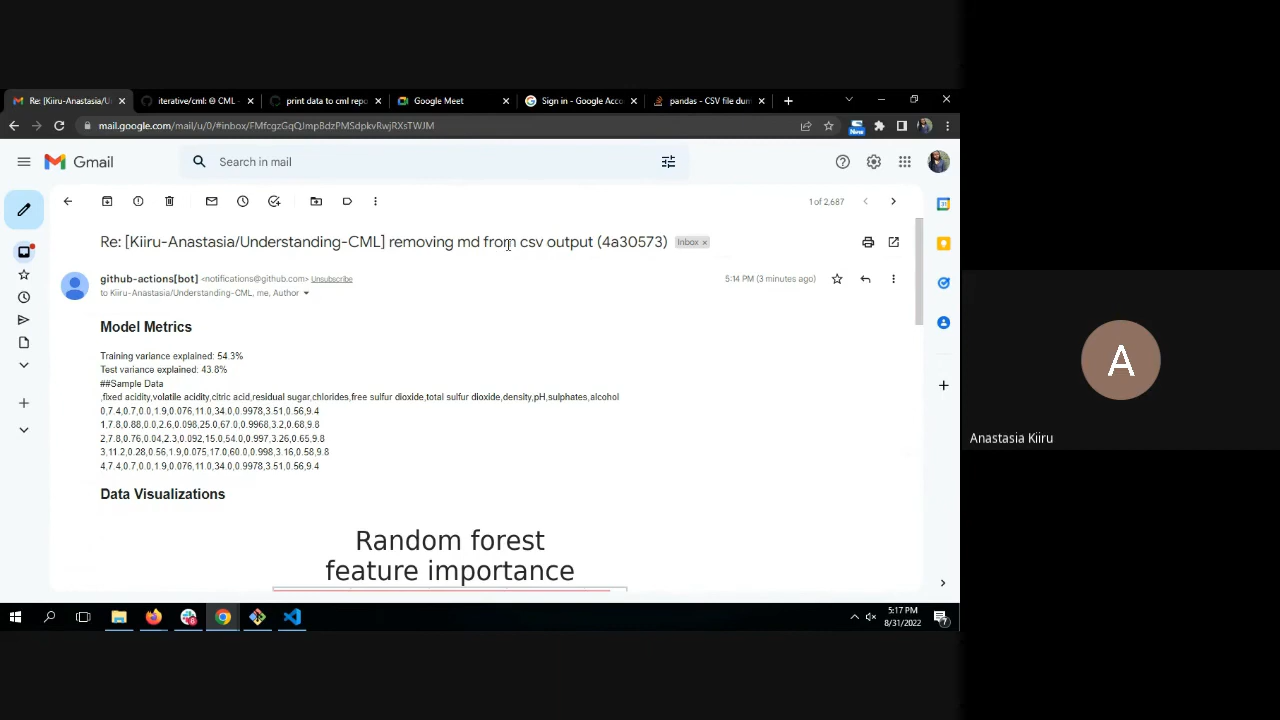 Re: [Kiiru-Anastasia/U
iterative/cml: ♾️ CML -
print data to cml repo
Google Meet
Sign in - Google Acco
pandas - CSV file dum
mail.google.com/mail/u/0/#inbox/FMfcgzGqQJmpBdzPMSdpkvRwjRXsTWJM
New
Gmail
Search in mail
1 of 2,687
Re: [Kiiru-Anastasia/Understanding-CML] removing md from csv output (4a30573)
Inbox ×
github-actions[bot] <notifications@github.com> Unsubscribe
5:14 PM (3 minutes ago)
to Kiiru-Anastasia/Understanding-CML, me, Author
Model Metrics
Training variance explained: 54.3%
Test variance explained: 43.8%
##Sample Data
,fixed acidity,volatile acidity,citric acid,residual sugar,chlorides,free sulfur dioxide,total sulfur dioxide,density,pH,sulphates,alcohol
0,7.4,0.7,0.0,1.9,0.076,11.0,34.0,0.9978,3.51,0.56,9.4
1,7.8,0.88,0.0,2.6,0.098,25.0,67.0,0.9968,3.2,0.68,9.8
2,7.8,0.76,0.04,2.3,0.092,15.0,54.0,0.997,3.26,0.65,9.8
3,11.2,0.28,0.56,1.9,0.075,17.0,60.0,0.998,3.16,0.58,9.8
4,7.4,0.7,0.0,1.9,0.076,11.0,34.0,0.9978,3.51,0.56,9.4
Data Visualizations
Random forest
feature importance
A
Anastasia Kiiru
5:17 PM
8/31/2022